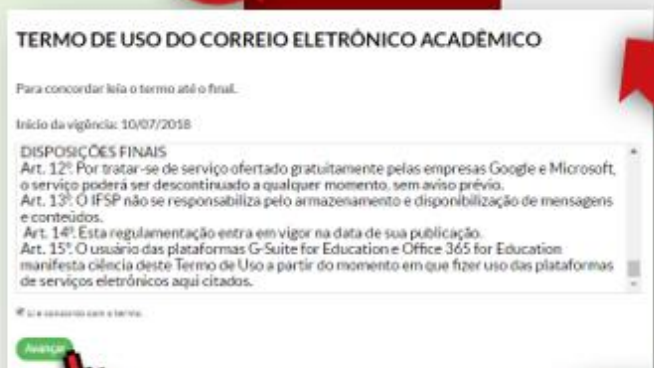 TERMO DE USO DO CORREIO ELETRÔNICO ACADÊMICO
Para concordar leia o termo até o final.
Início da vigência: 10/07/2018
DISPOSIÇÕES FINAIS
Art. 12º. Por tratar-se de serviço ofertado gratuitamente pelas empresas Google e Microsoft,
o serviço poderá ser descontinuado a qualquer momento, sem aviso prévio.
Art. 13º. O IFSP não se responsabiliza pelo armazenamento e disponibilização de mensagens
e conteúdos.
Art. 14º. Esta regulamentação entra em vigor na data de sua publicação.
Art. 15º. O usuário das plataformas G-Suite for Education e Office 365 for Education
manifesta ciência deste Termo de Uso a partir do momento em que fizer uso das plataformas
de serviços eletrônicos aqui citados.
Li e concordo com o termo.
Avançar